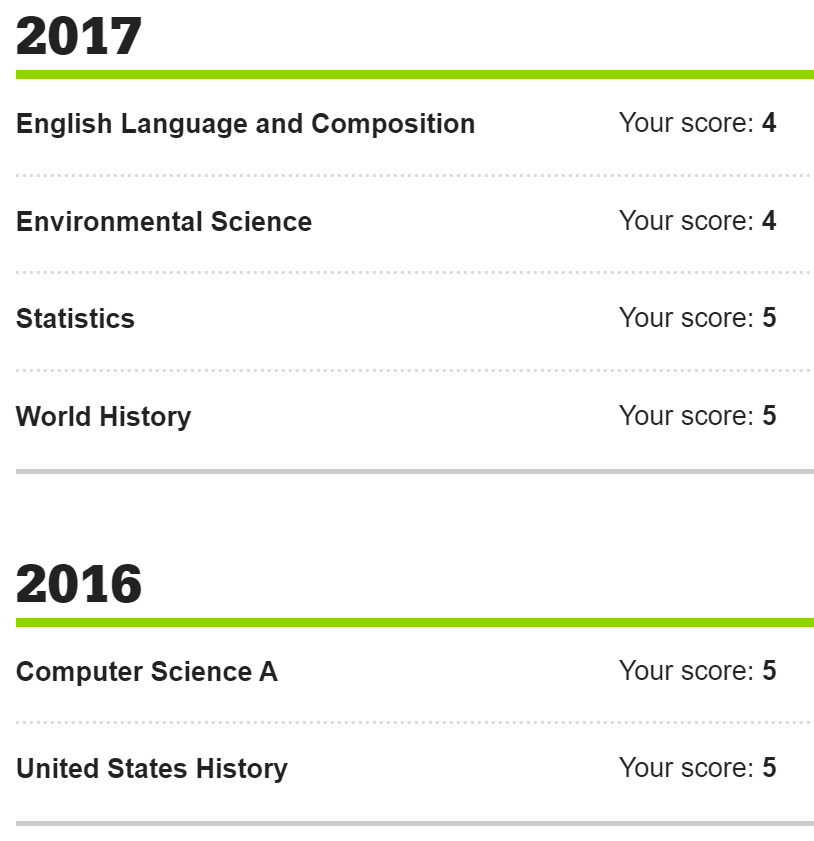 2017
English Language and Composition Your score: 4
Environmental Science Your score: 4
Statistics Your score: 5
World History Your score: 5
2016
Computer Science A Your score: 5
United States History Your score: 5